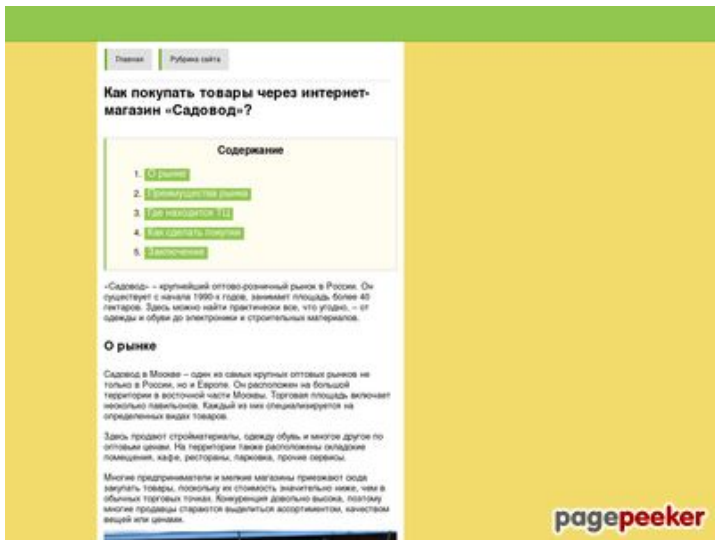 Главная
Рубрика сайта
Как покупать товары через интернет-
магазин «Садовод»?
Содержание
1. О рынке
2. Преимущества рынка
3. Где находится ТЦ
4. Как сделать покупки
5. Заключение
«Садовод» – крупнейший оптово-розничный рынок в России. Он
существует с начала 1990-х годов, занимает площадь более 40
гектаров. Здесь можно найти практически все, что угодно, – от
одежды и обуви до электроники и строительных материалов.
О рынке
Садовод в Москве – один из самых крупных оптовых рынков не
только в России, но и Европе. Он расположен на большой
территории в восточной части Москвы. Торговая площадь включает
несколько павильонов. Каждый из них специализируется на
определенных видах товаров.
Здесь продают стройматериалы, одежду обувь и многое другое по
оптовым ценам. На территории также расположены складские
помещения, кафе, рестораны, парковка, прочие сервисы.
Многие предприниматели и мелкие магазины приезжают сюда
закупать товары, поскольку их стоимость значительно ниже, чем в
обычных торговых точках. Конкуренция довольно высока, поэтому
многие продавцы стараются выделиться ассортиментом, качеством
вещей или ценами.
pagepeeker